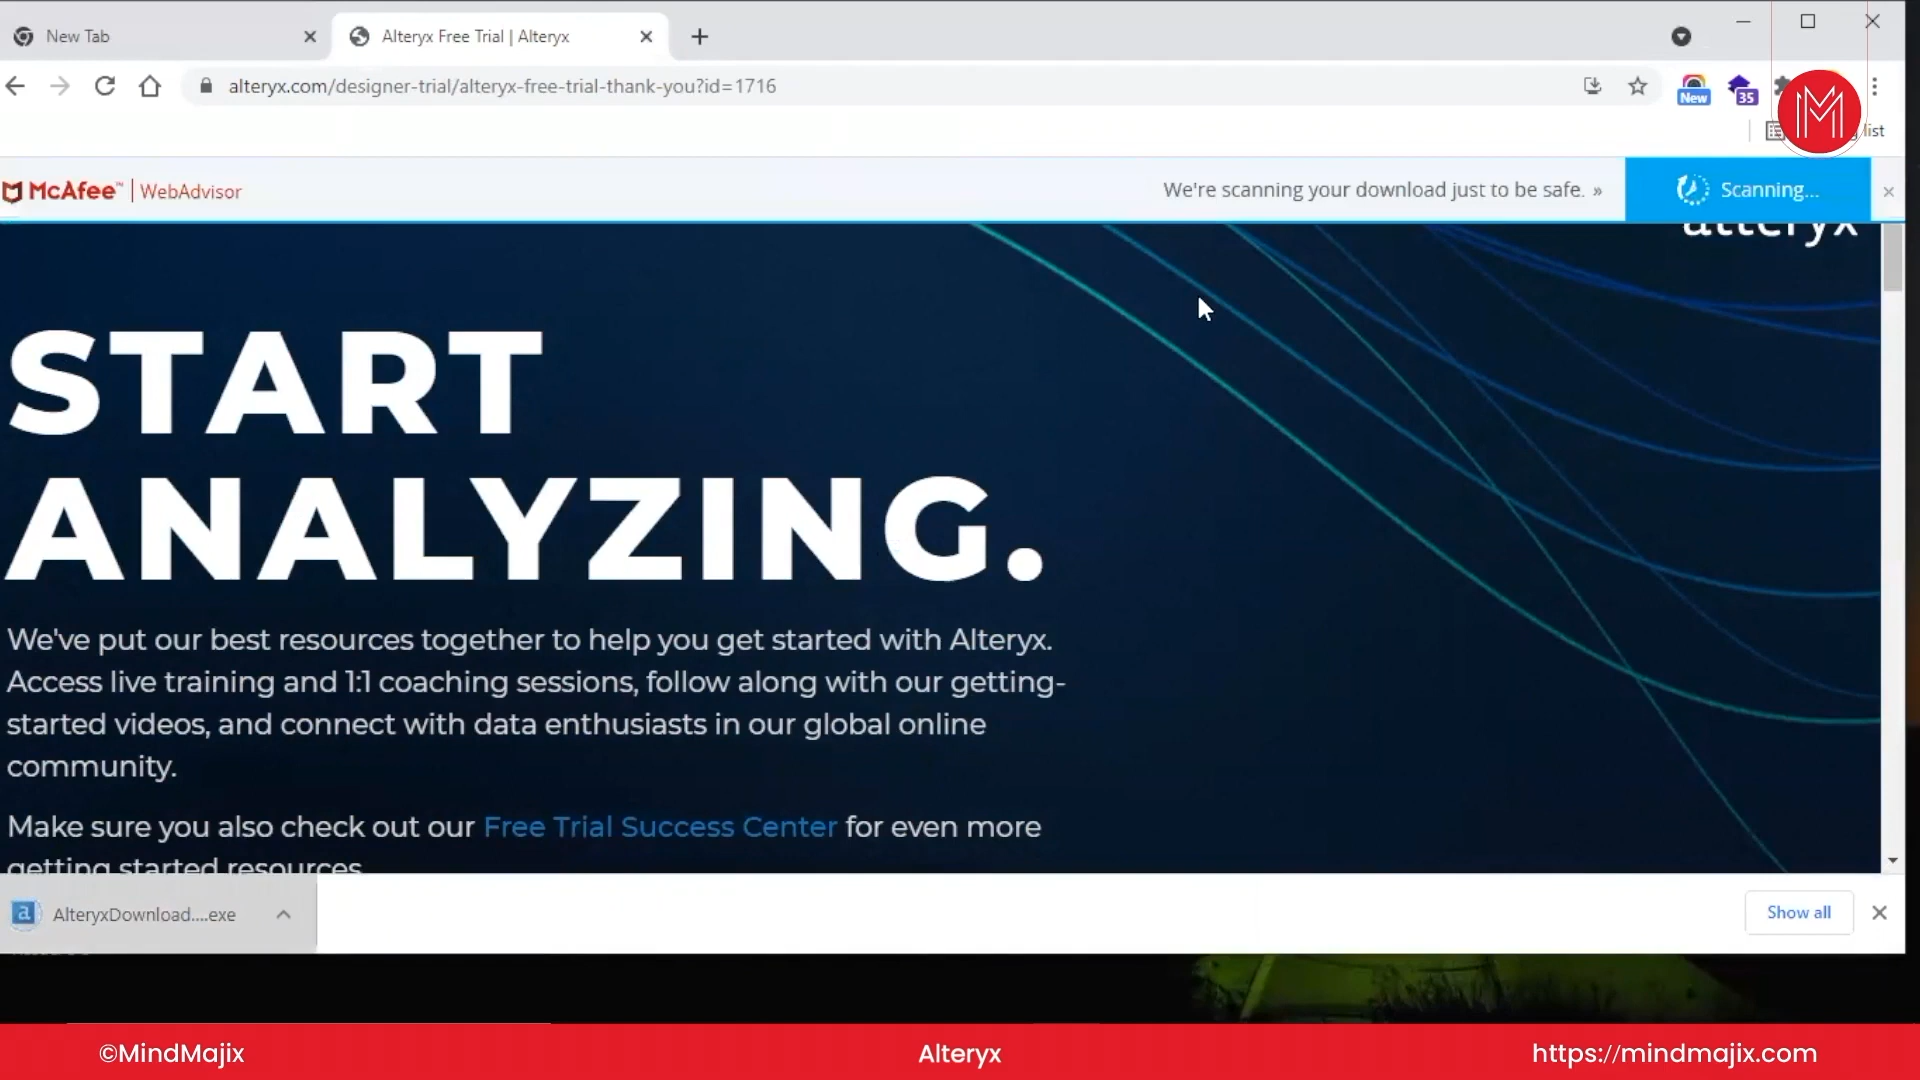 New Tab
Alteryx Free Trial | Alteryx
alteryx.com/designer-trial/alteryx-free-trial-thank-you?id=1716
New
35
list
McAfee™ | WebAdvisor
We're scanning your download just to be safe. »
Scanning...
alteryx
START
ANALYZING.
We've put our best resources together to help you get started with Alteryx.
Access live training and 1:1 coaching sessions, follow along with our getting-
started videos, and connect with data enthusiasts in our global online
community.
Make sure you also check out our Free Trial Success Center for even more
getting started resources
AlteryxDownload....exe
Show all
©MindMajix
Alteryx
https://mindmajix.com